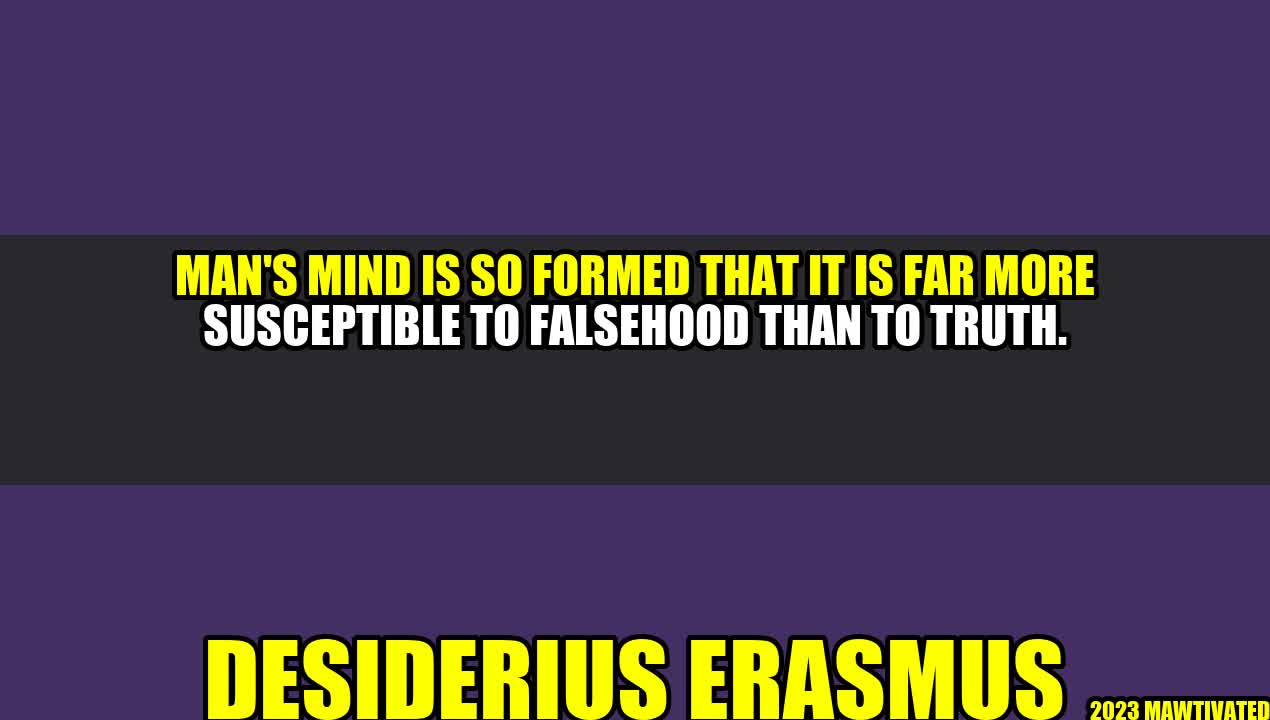 MAN'S MIND IS SO FORMED THAT IT IS FAR MORE
SUSCEPTIBLE TO FALSEHOOD THAN TO TRUTH.
DESIDERIUS ERASMUS
2023 MAWTIVATED